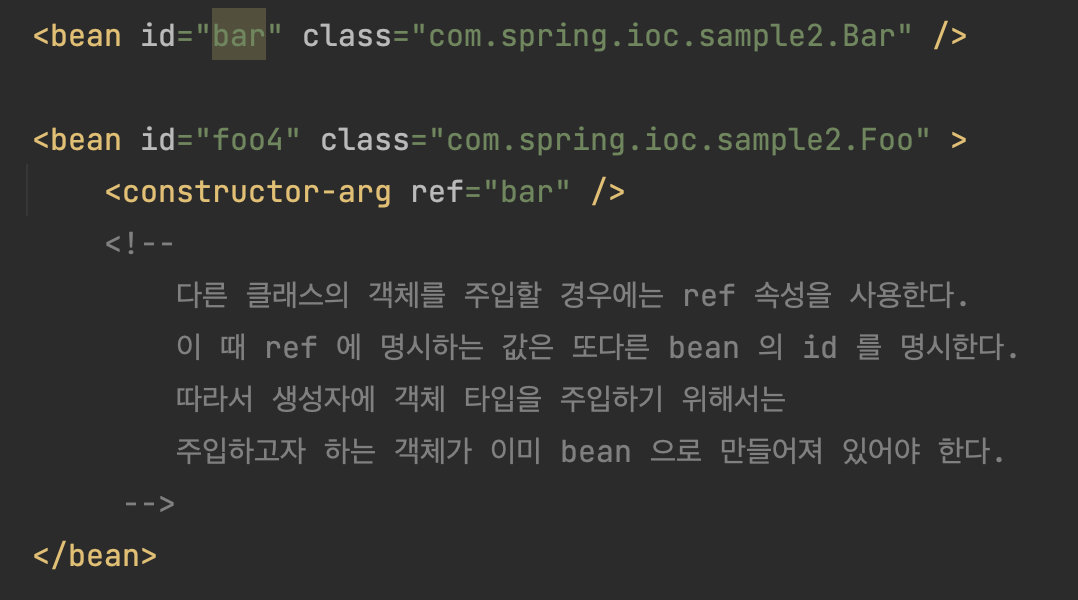 <bean id="bar" class="com.spring.ioc.sample2.Bar" />
<bean id="foo4" class="com.spring.ioc.sample2.Foo" >
<constructor-arg ref="bar" />
<!--
다른 클래스의 객체를 주입할 경우에는 ref 속성을 사용한다.
이 때 ref 에 명시하는 값은 또다른 bean 의 id 를 명시한다.
따라서 생성자에 객체 타입을 주입하기 위해서는
주입하고자 하는 객체가 이미 bean 으로 만들어져 있어야 한다.
-->
</bean>